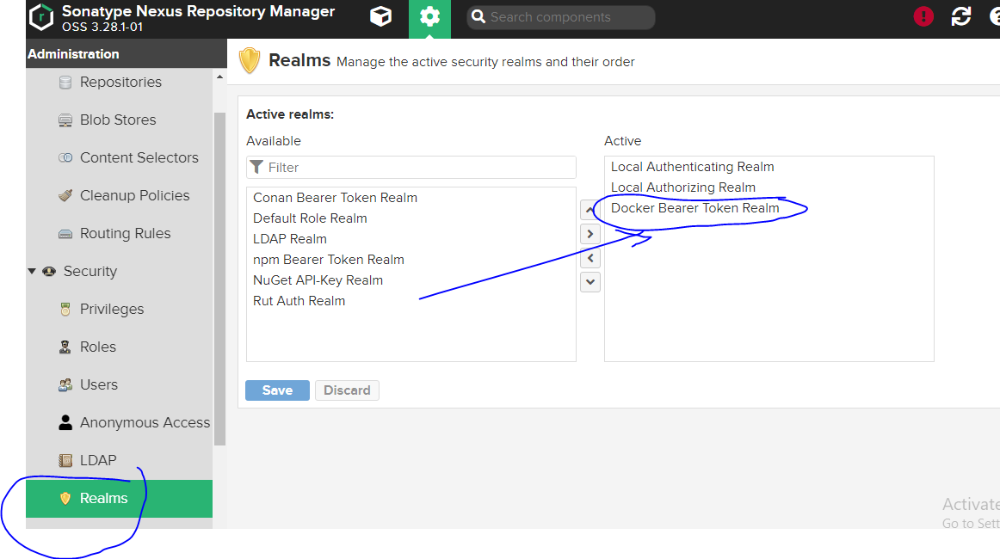 Sonatype Nexus Repository Manager
OSS 3.28.1-01
Search components
Administration
Repositories
Blob Stores
Content Selectors
Cleanup Policies
Routing Rules
Security
Privileges
Roles
Users
Anonymous Access
LDAP
Realms
Realms Manage the active security realms and their order
Active realms:
Available
Filter
Conan Bearer Token Realm
Default Role Realm
LDAP Realm
npm Bearer Token Realm
NuGet API-Key Realm
Rut Auth Realm
Active
Local Authenticating Realm
Local Authorizing Realm
Docker Bearer Token Realm
Save Discard
Activate
Go to Sett